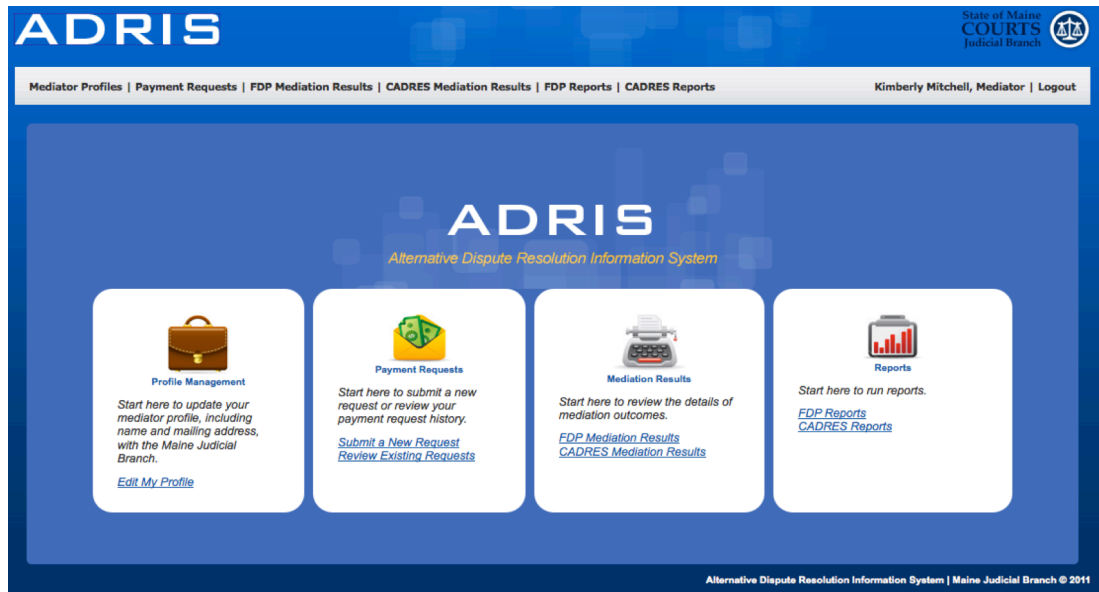 ADRIS
State of Maine
COURTS
Judicial Branch
Mediator Profiles | Payment Requests | FDP Mediation Results | CADRES Mediation Results | FDP Reports | CADRES Reports
Kimberly Mitchell, Mediator | Logout
ADRIS
Alternative Dispute Resolution Information System
Profile Management
Start here to update your
mediator profile, including
name and mailing address,
with the Maine Judicial
Branch.
Edit My Profile
Payment Requests
Start here to submit a new
request or review your
payment request history.
Submit a New Request
Review Existing Requests
Mediation Results
Start here to review the details of
mediation outcomes.
FDP Mediation Results
CADRES Mediation Results
Reports
Start here to run reports.
FDP Reports
CADRES Reports
Alternative Dispute Resolution Information System | Maine Judicial Branch © 2011